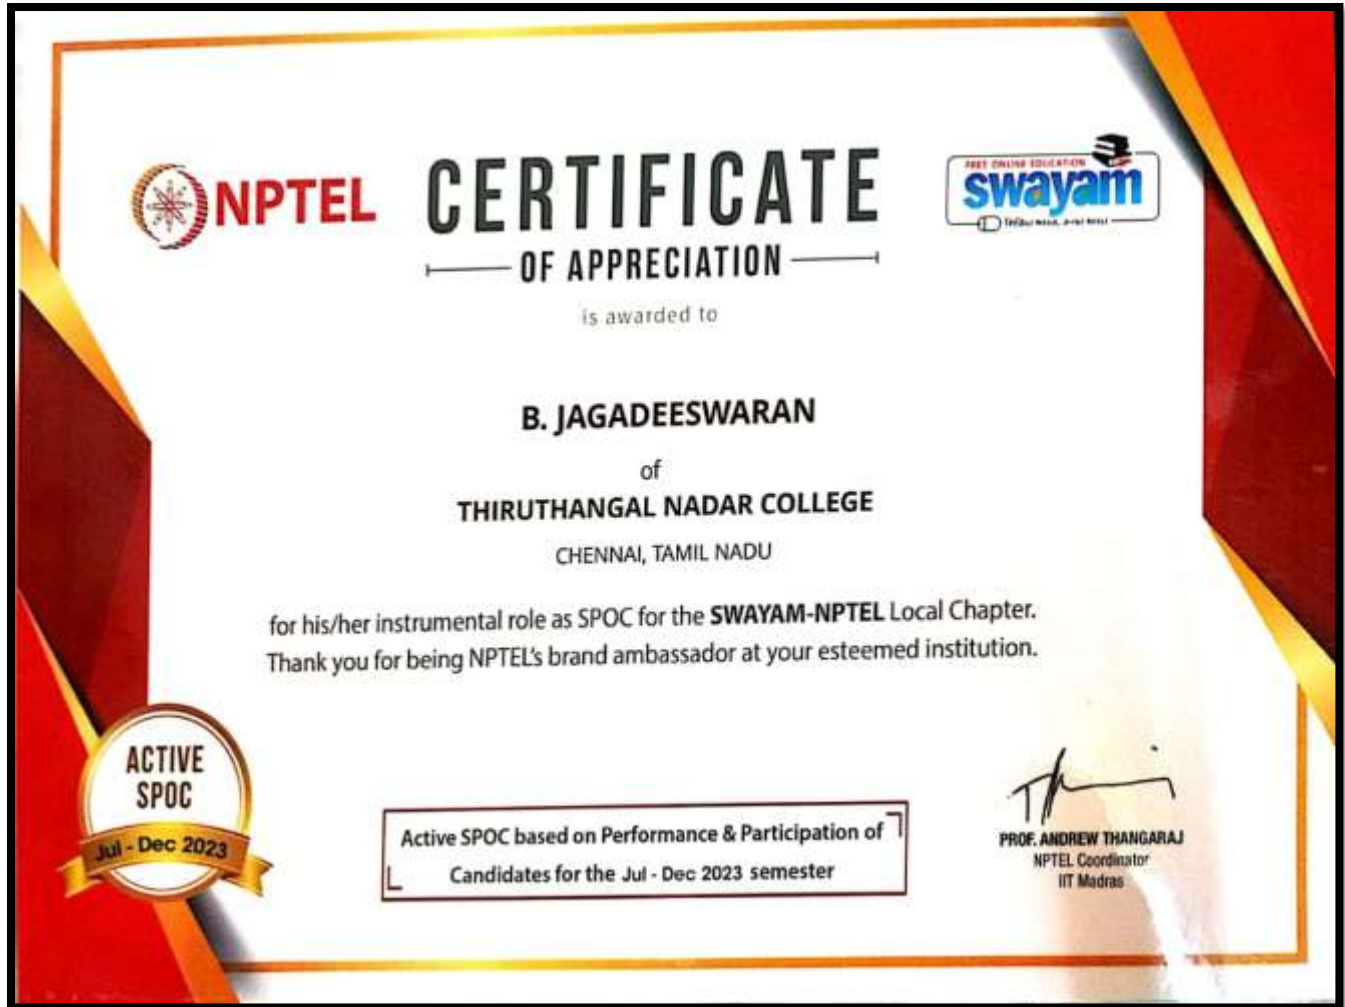 NPTEL
CERTIFICATE
OF APPRECIATION
FREE ONLINE EDUCATION
swayam
is awarded to
B. JAGADEESWARAN
of
THIRUTHANGAL NADAR COLLEGE
CHENNAI, TAMIL NADU
for his/her instrumental role as SPOC for the SWAYAM-NPTEL Local Chapter.
Thank you for being NPTEL's brand ambassador at your esteemed institution.
ACTIVE
SPOC
Jul - Dec 2023
Active SPOC based on Performance & Participation of
Candidates for the Jul - Dec 2023 semester
PROF. ANDREW THANGARAJ
NPTEL Coordinator
IIT Madras